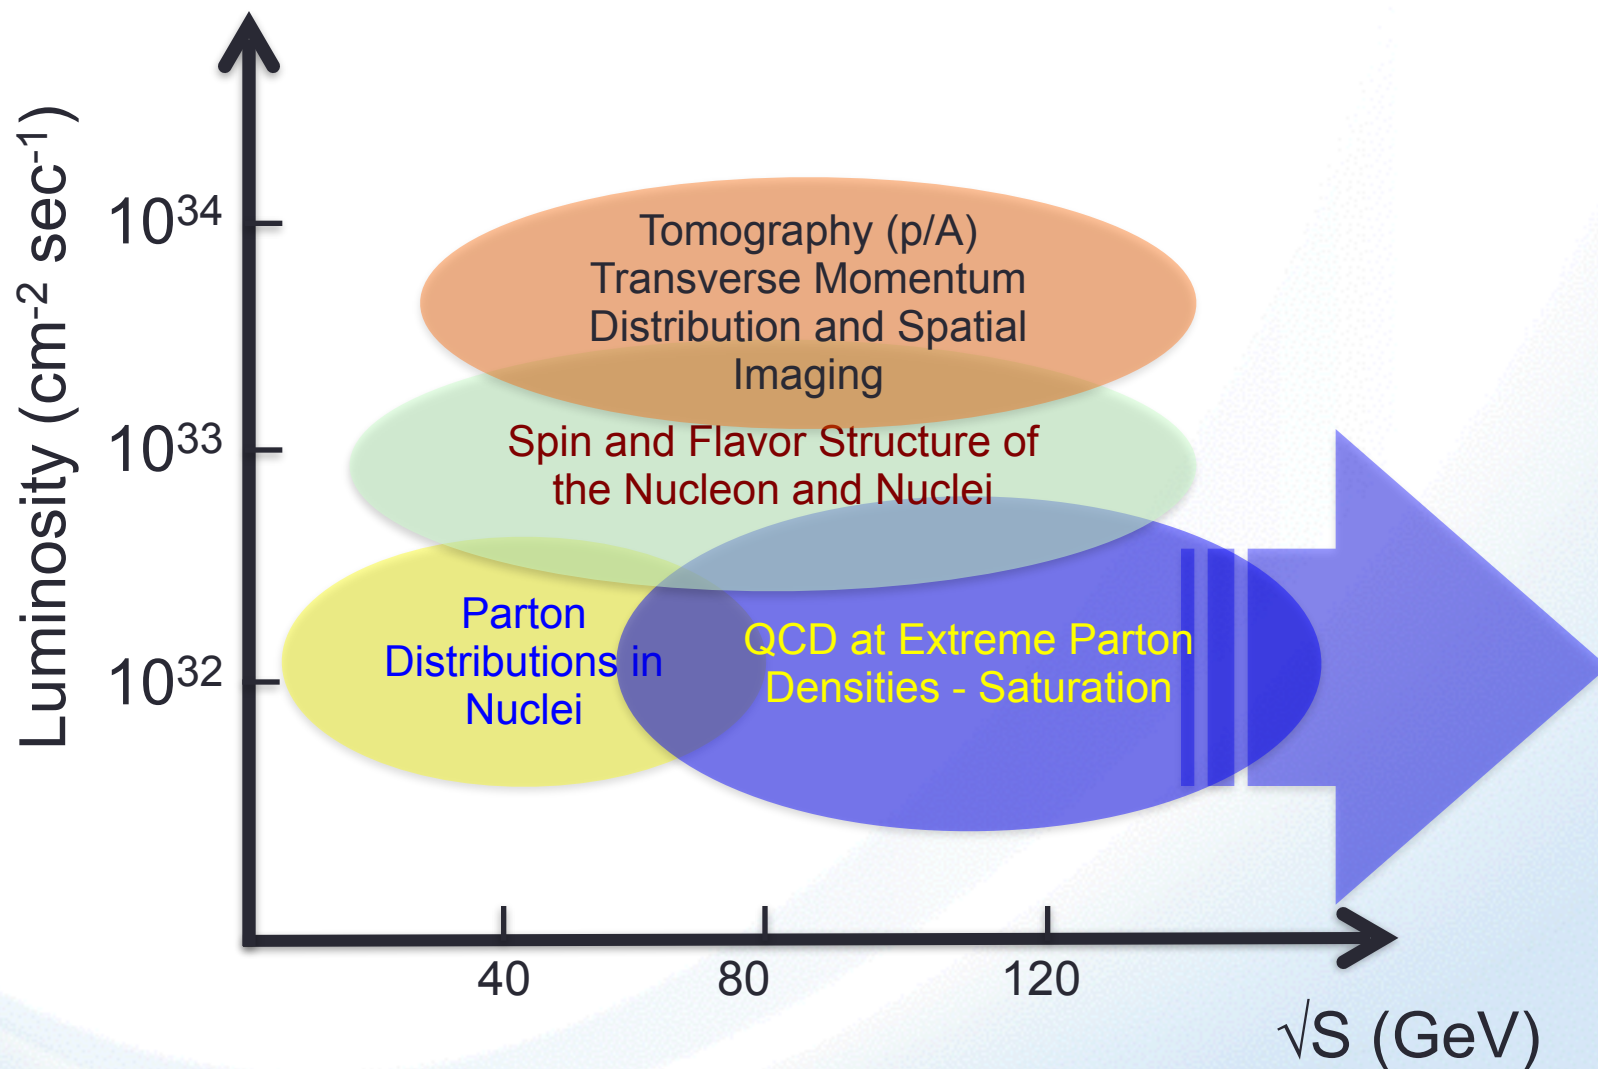 Luminosity (cm-2 sec-1)
10^34
10^33
10^32
Tomography (p/A)
Transverse Momentum
Distribution and Spatial
Imaging
Spin and Flavor Structure of
the Nucleon and Nuclei
Parton
Distributions in
Nuclei
QCD at Extreme Parton
Densities - Saturation
40
80
120
√S (GeV)